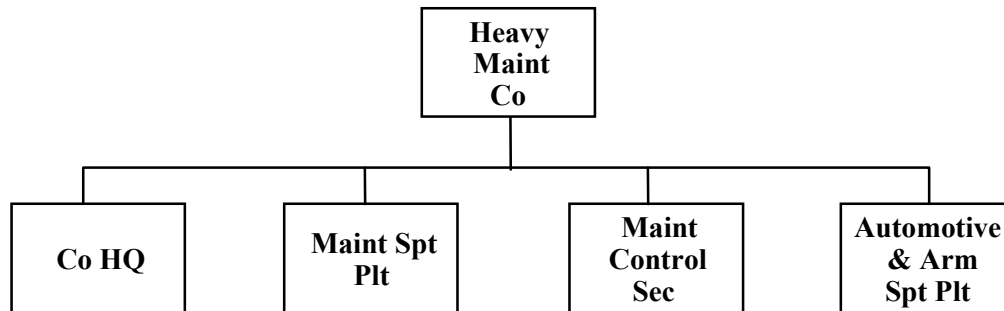 Heavy
Maint
Co
Co HQ
Maint Spt
Plt
Maint
Control
Sec
Automotive
& Arm
Spt Plt